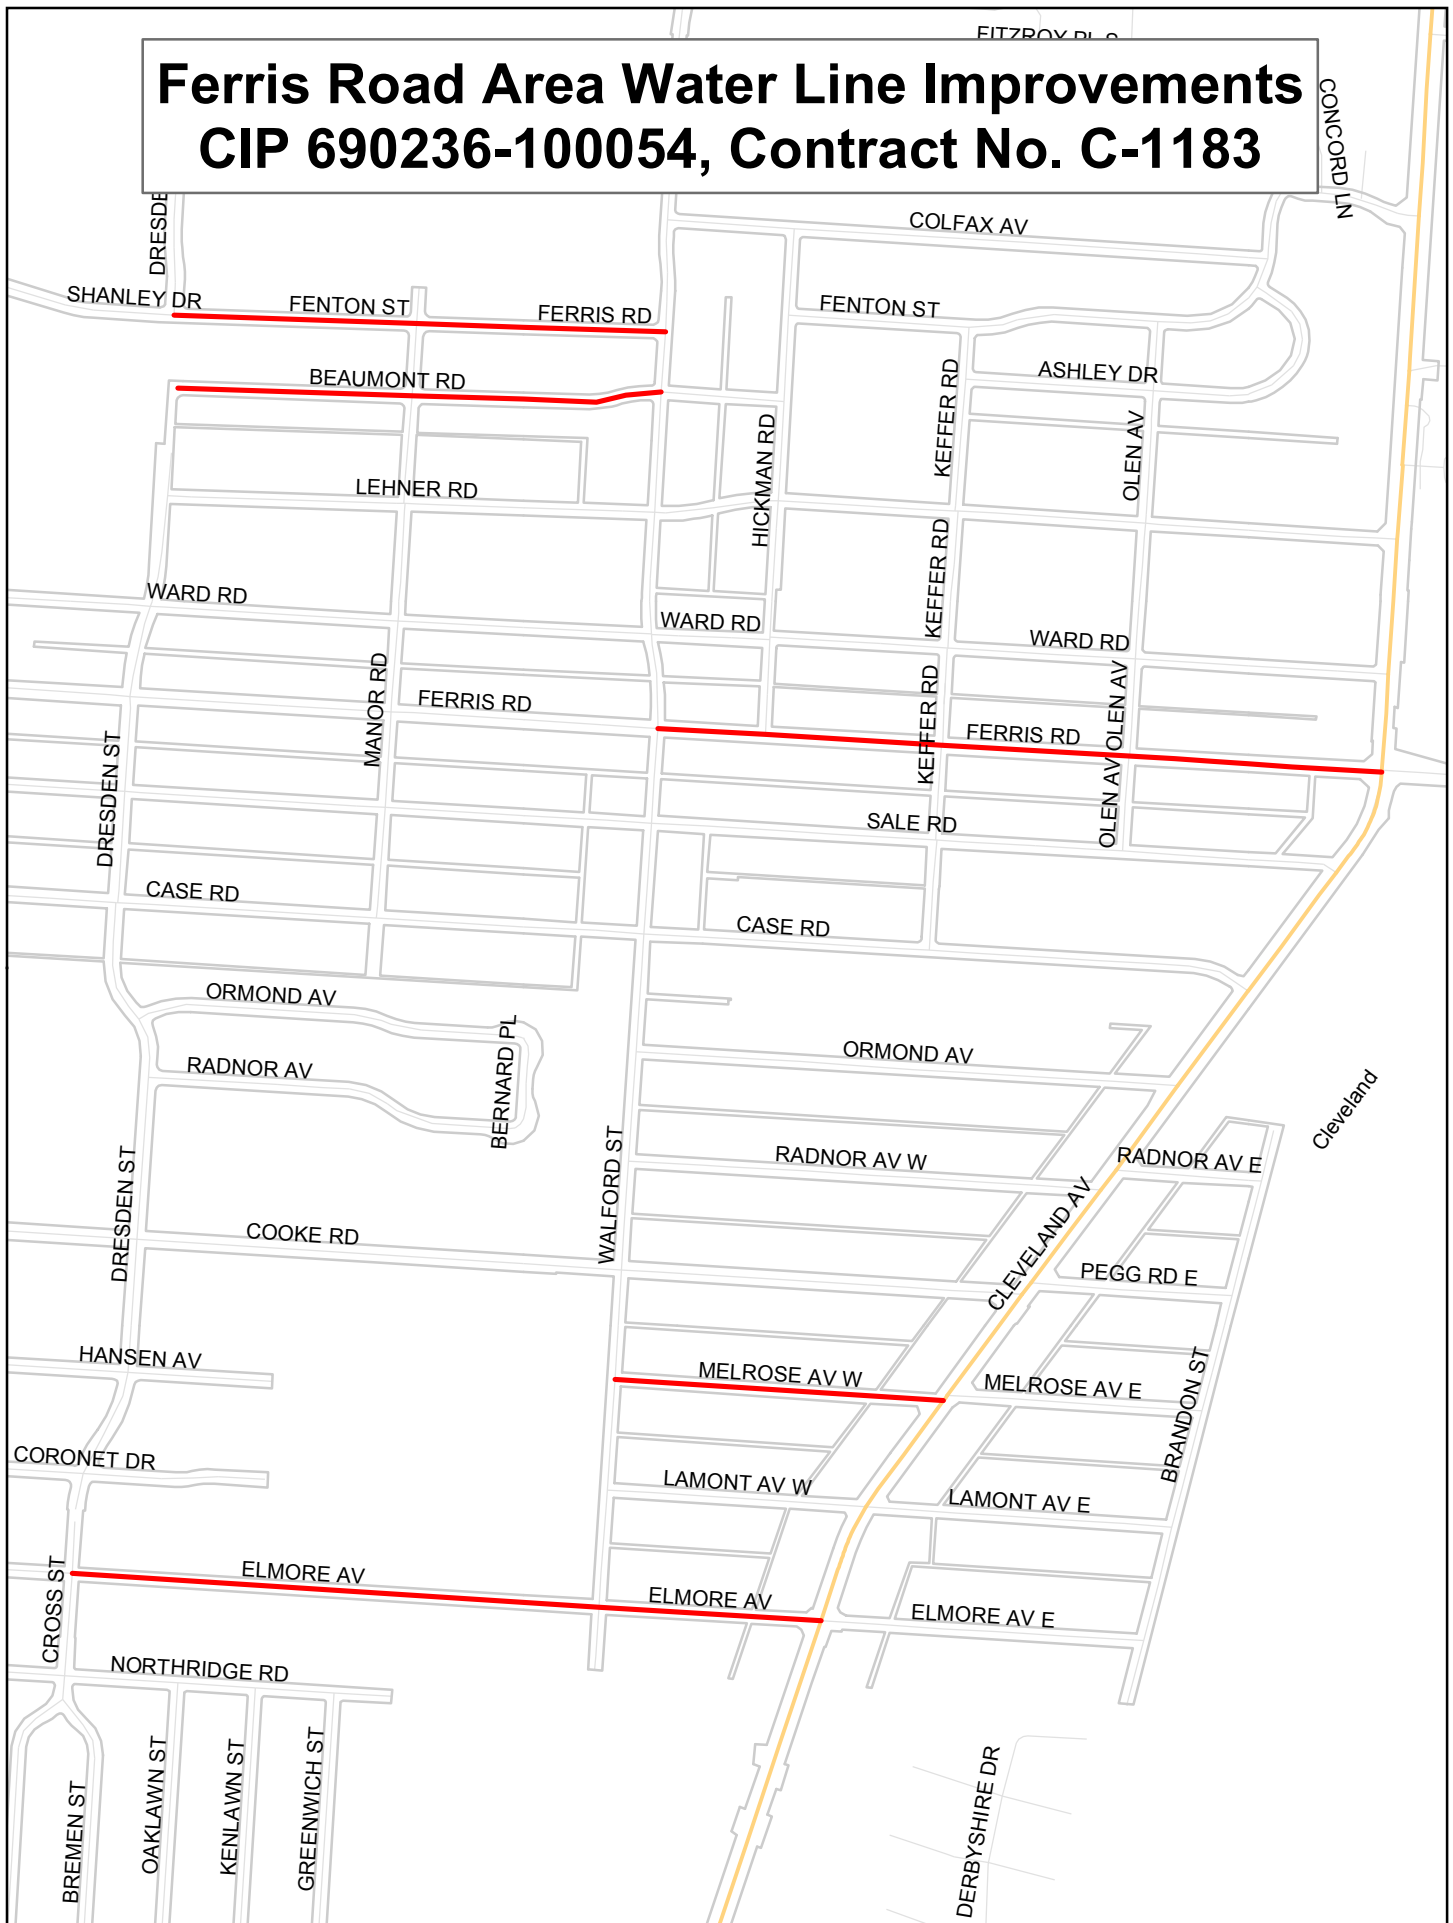 FITZROY PL S
Ferris Road Area Water Line Improvements
CIP 690236-100054, Contract No. C-1183
CONCORD LN
COLFAX AV
SHANLEY DR
FENTON ST
FERRIS RD
FENTON ST
BEAUMONT RD
ASHLEY DR
KEFFER RD
OLEN AV
HICKMAN RD
LEHNER RD
KEFFER RD
WARD RD
WARD RD
WARD RD
MANOR RD
FERRIS RD
KEFFER RD
OLEN AV
FERRIS RD
DRESDEN ST
OLEN AV
SALE RD
CASE RD
CASE RD
ORMOND AV
BERNARD PL
RADNOR AV
ORMOND AV
Cleveland
RADNOR AV W
RADNOR AV E
WALFORD ST
DRESDEN ST
CLEVELAND AV
COOKE RD
PEGG RD E
HANSEN AV
MELROSE AV W
MELROSE AV E
BRANDON ST
CORONET DR
LAMONT AV W
LAMONT AV E
CROSS ST
ELMORE AV
ELMORE AV
ELMORE AV E
NORTHRIDGE RD
BREMEN ST
OAKLAWN ST
KENLAWN ST
GREENWICH ST
DERBYSHIRE DR